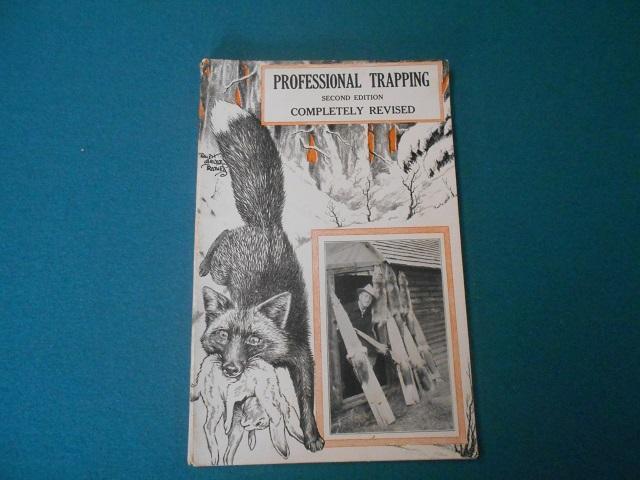 PROFESSIONAL TRAPPING
SECOND EDITION
COMPLETELY REVISED